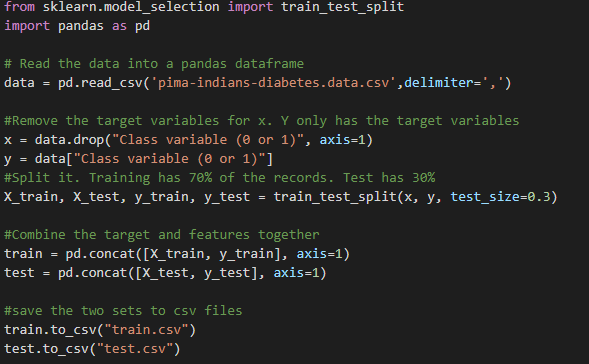 from sklearn.model_selection import train_test_split
import pandas as pd
# Read the data into a pandas dataframe
data = pd.read_csv('pima-indians-diabetes.data.csv',delimiter=',')
#Remove the target variables for x. Y only has the target variables
x = data.drop("Class variable (0 or 1)", axis=1)
y = data["Class variable (0 or 1)"]
#Split it. Training has 70% of the records. Test has 30%
X_train, X_test, y_train, y_test = train_test_split(x, y, test_size=0.3)
#Combine the target and features together
train = pd.concat([X_train, y_train], axis=1)
test = pd.concat([X_test, y_test], axis=1)
#save the two sets to csv files
train.to_csv("train.csv")
test.to_csv("test.csv")